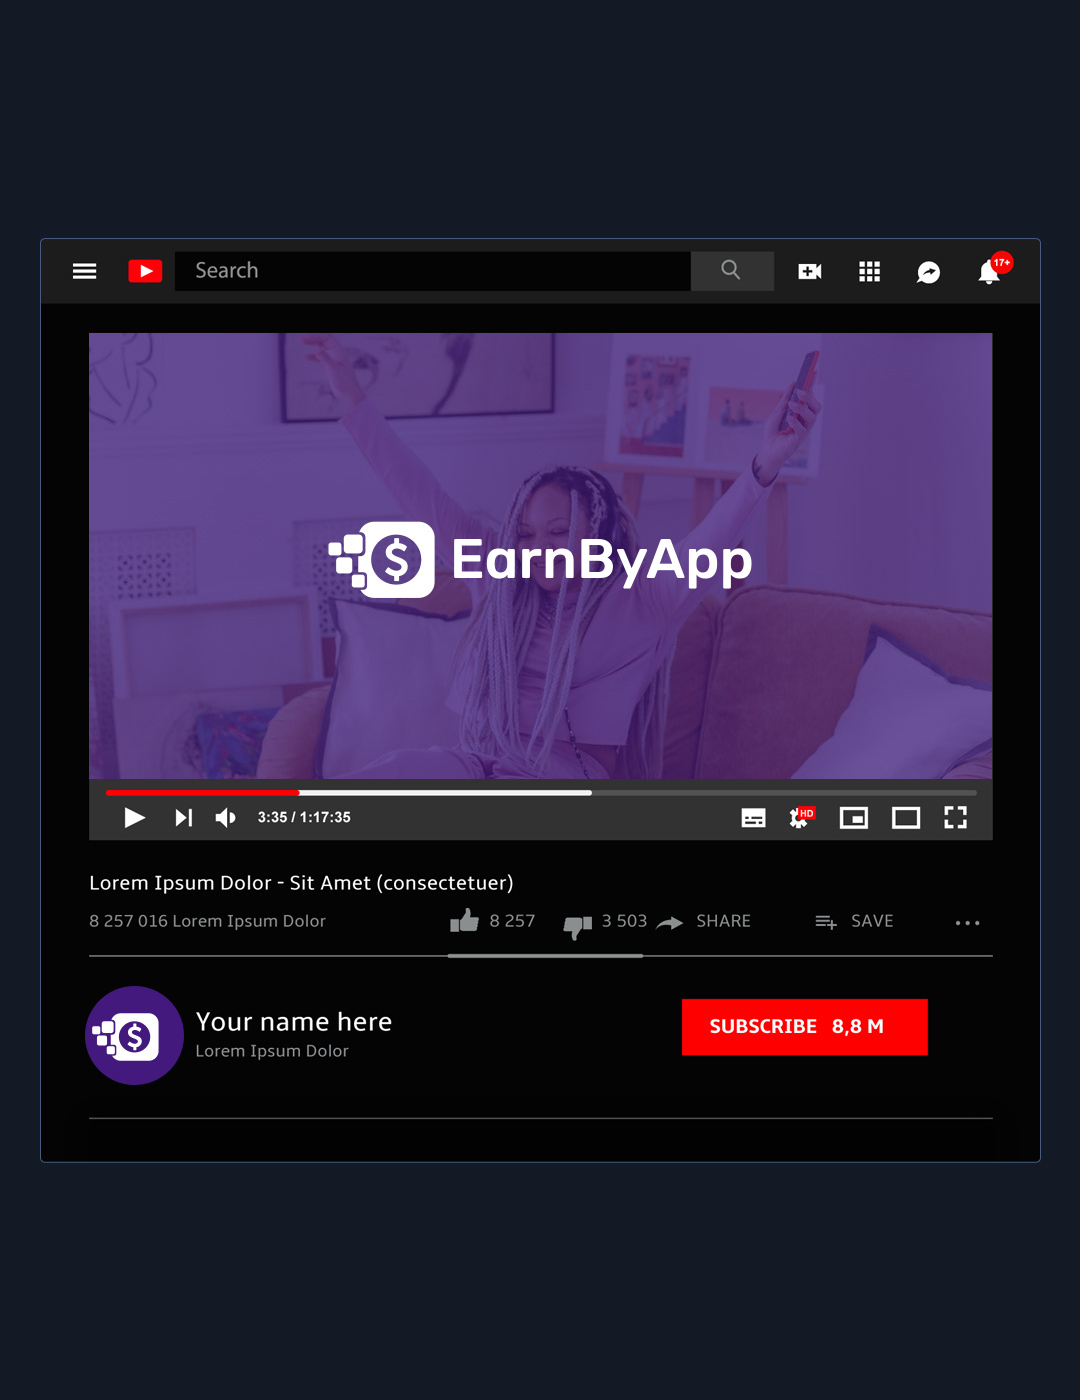 Search
17+
$ EarnByApp
3:35 / 1:17:35
HD
Lorem Ipsum Dolor - Sit Amet (consectetuer)
8 257 016 Lorem Ipsum Dolor
8 257
3 503
SHARE
SAVE
$
Your name here
Lorem Ipsum Dolor
SUBSCRIBE 8,8 M